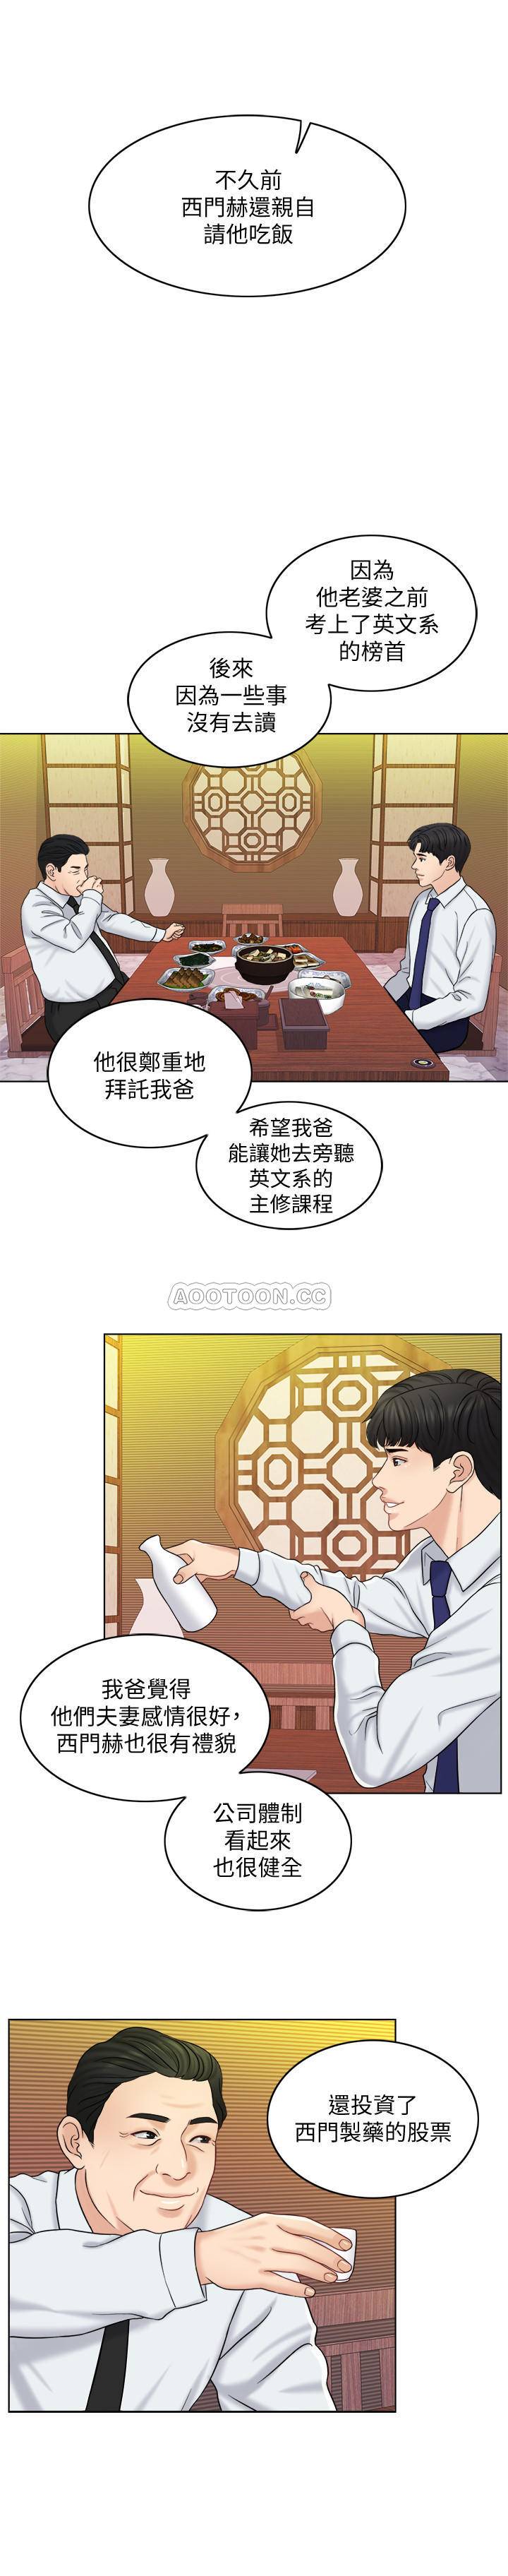 不久前
西門赫還親自
請他吃飯
因為
他老婆之前
考上了英文系
的榜首
後來
因為一些事
沒有去讀
他很鄭重地
拜託我爸
希望我爸
能讓她去旁聽
英文系的
主修課程
AOOTOON.CC
我爸覺得
他們夫妻感情很好,
西門赫也很有禮貌
公司體制
看起來
也很健全
還投資了
西門製藥的股票